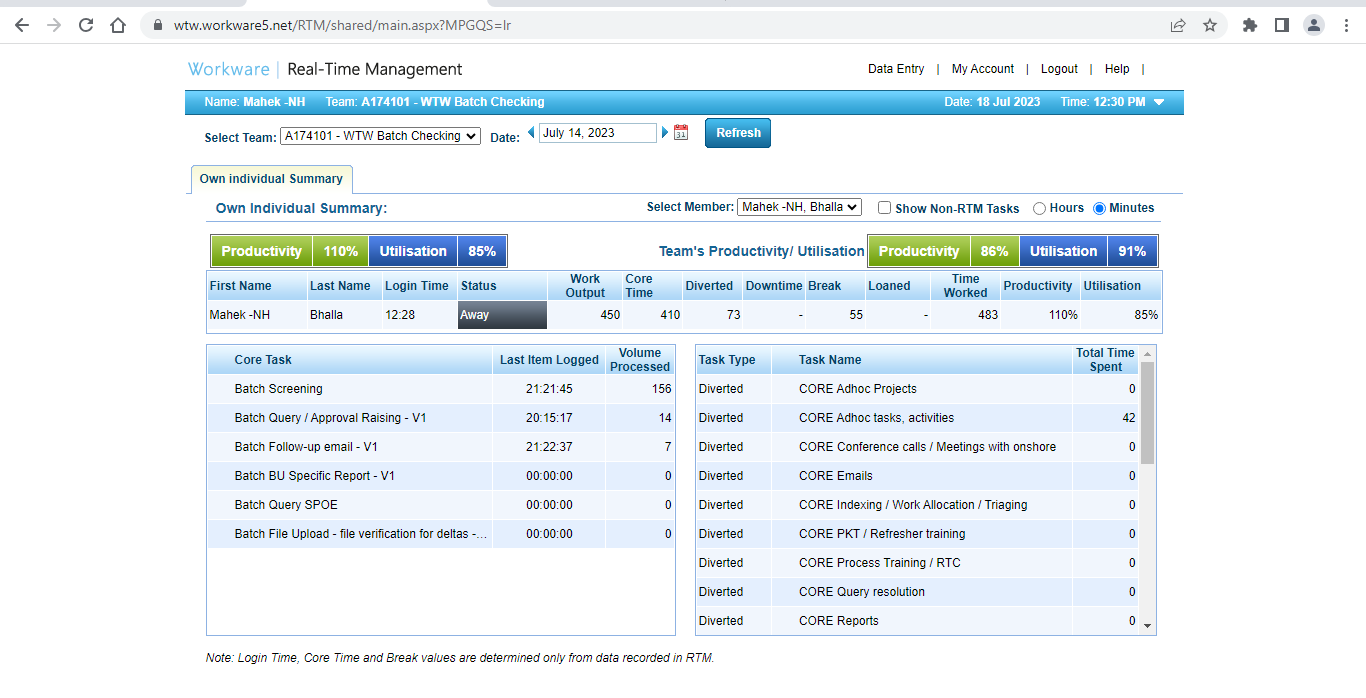 wtw.workware5.net/RTM/shared/main.aspx?MPGQS=lr
Workware | Real-Time Management
Data Entry | My Account | Logout | Help |
Name: Mahek -NH Team: A174101 - WTW Batch Checking Date: 18 Jul 2023 Time: 12:30 PM
Select Team: A174101 - WTW Batch Checking Date: July 14, 2023 31 Refresh
Own individual Summary
Own Individual Summary: Select Member: Mahek -NH, Bhalla Show Non-RTM Tasks Hours Minutes
Productivity 110% Utilisation 85% Team's Productivity/ Utilisation Productivity 86% Utilisation 91%
First Name Last Name Login Time Status Work Output Core Time Diverted Downtime Break Loaned Time Worked Productivity Utilisation
Mahek -NH Bhalla 12:28 Away 450 410 73 - 55 - 483 110% 85%
Core Task Last Item Logged Volume Processed
Batch Screening 21:21:45 156
Batch Query / Approval Raising - V1 20:15:17 14
Batch Follow-up email - V1 21:22:37 7
Batch BU Specific Report - V1 00:00:00 0
Batch Query SPOE 00:00:00 0
Batch File Upload - file verification for deltas -... 00:00:00 0
Task Type Task Name Total Time Spent
Diverted CORE Adhoc Projects 0
Diverted CORE Adhoc tasks, activities 42
Diverted CORE Conference calls / Meetings with onshore 0
Diverted CORE Emails 0
Diverted CORE Indexing / Work Allocation / Triaging 0
Diverted CORE PKT / Refresher training 0
Diverted CORE Process Training / RTC 0
Diverted CORE Query resolution 0
Diverted CORE Reports 0
Note: Login Time, Core Time and Break values are determined only from data recorded in RTM.